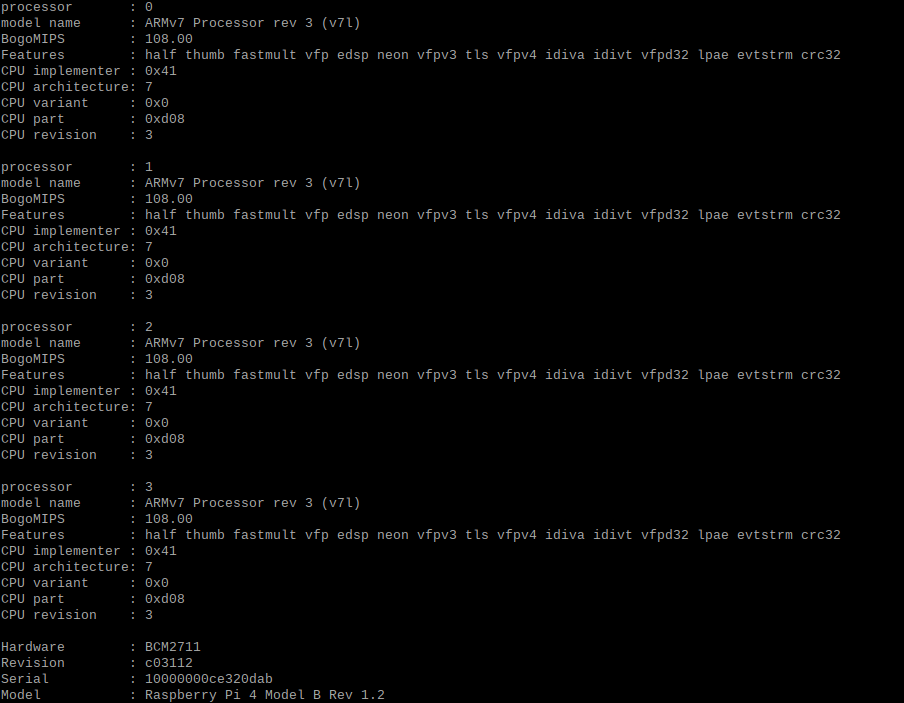 processor       : 0
model name      : ARMv7 Processor rev 3 (v7l)
BogoMIPS        : 108.00
Features        : half thumb fastmult vfp edsp neon vfpv3 tls vfpv4 idiva idivt vfpd32 lpae evtstrm crc32
CPU implementer : 0x41
CPU architecture: 7
CPU variant     : 0x0
CPU part        : 0xd08
CPU revision    : 3

processor       : 1
model name      : ARMv7 Processor rev 3 (v7l)
BogoMIPS        : 108.00
Features        : half thumb fastmult vfp edsp neon vfpv3 tls vfpv4 idiva idivt vfpd32 lpae evtstrm crc32
CPU implementer : 0x41
CPU architecture: 7
CPU variant     : 0x0
CPU part        : 0xd08
CPU revision    : 3

processor       : 2
model name      : ARMv7 Processor rev 3 (v7l)
BogoMIPS        : 108.00
Features        : half thumb fastmult vfp edsp neon vfpv3 tls vfpv4 idiva idivt vfpd32 lpae evtstrm crc32
CPU implementer : 0x41
CPU architecture: 7
CPU variant     : 0x0
CPU part        : 0xd08
CPU revision    : 3

processor       : 3
model name      : ARMv7 Processor rev 3 (v7l)
BogoMIPS        : 108.00
Features        : half thumb fastmult vfp edsp neon vfpv3 tls vfpv4 idiva idivt vfpd32 lpae evtstrm crc32
CPU implementer : 0x41
CPU architecture: 7
CPU variant     : 0x0
CPU part        : 0xd08
CPU revision    : 3

Hardware        : BCM2711
Revision        : c03112
Serial          : 10000000ce320dab
Model           : Raspberry Pi 4 Model B Rev 1.2